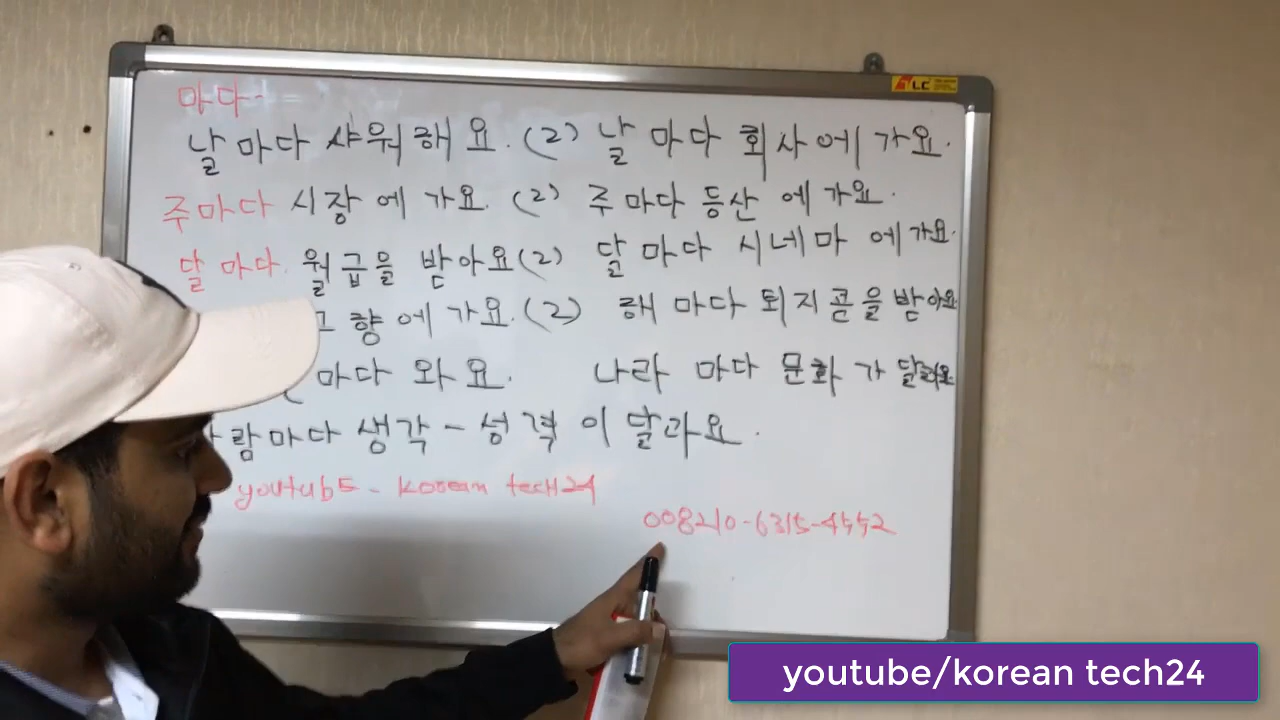 마다-
날 마다 샤워해 요. (2) 날 마다 회사에 가요.
주마다 시장 에 가요. (2) 주 마다 등산 에 가요.
달 마다. 월급을 받아요 (2) 달 마다 시네마 에 가요.
향에 가요. (2) 해 마다 퇴지곧을 받아요
마다 와 요. 나라 마다 문화 가 달라요
람마다 생각 - 성격 이 달라요.
youtub5 - korean tech24
008210-6315-4552
LC
youtube/korean tech24